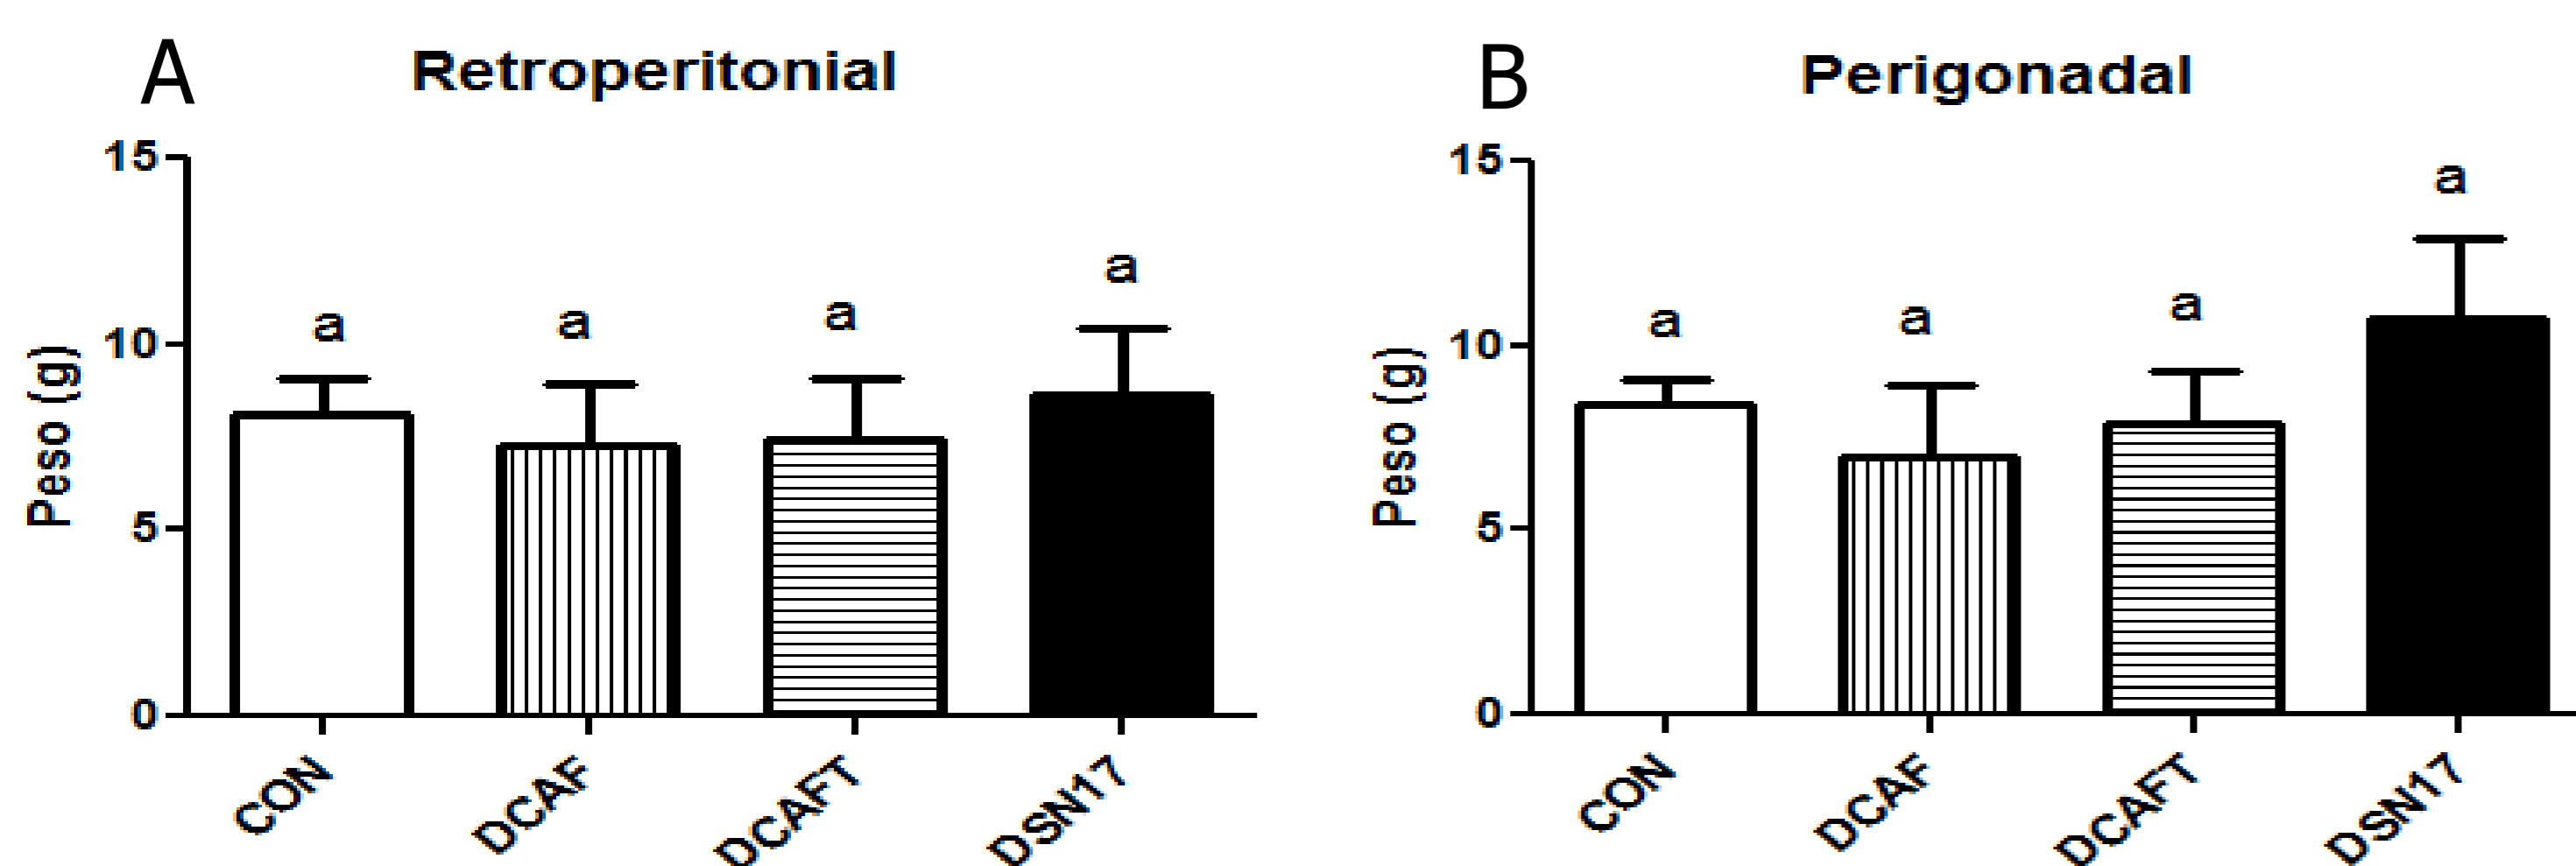 A Retroperitonial
15
10
5
0
Peso (g)
a a a a
CON DCAF DCAFT DSN17
B Perigonadal
15
10
5
0
Peso (g)
a a a a
CON DCAF DCAFT DSN17